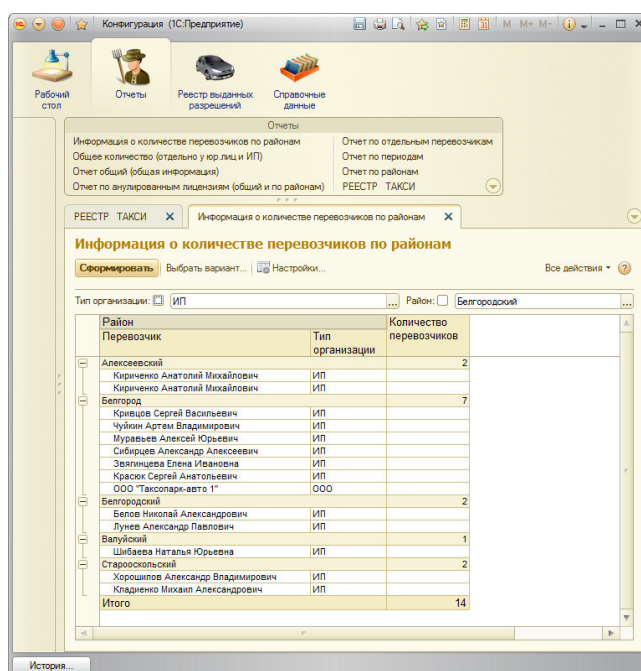 Конфигурация (1С:Предприятие)
M M+ M-
Рабочий стол
Отчеты
Реестр выданных разрешений
Справочные данные
Отчеты
Информация о количестве перевозчиков по районам
Отчет по отдельным перевозчикам
Общее количество (отдельно у юр.лиц и ИП)
Отчет по периодам
Отчет общий (общая информация)
Отчет по районам
Отчет по анулированным лицензиям (общий и по районам)
РЕЕСТР ТАКСИ
РЕЕСТР ТАКСИ
Информация о количестве перевозчиков по районам
Информация о количестве перевозчиков по районам
Сформировать Выбрать вариант... Настройки... Все действия
Тип организации: ИП ... Район: Белгородский ...
Район Количество перевозчиков
Перевозчик Тип организации
Алексеевский 2
Кириченко Анатолий Михайлович ИП
Кириченко Анатолий Михайлович ИП
Белгород 7
Кривцов Сергей Васильевич ИП
Чуйкин Артем Владимирович ИП
Муравьев Алексей Юрьевич ИП
Сибирцев Александр Алексеевич ИП
Звягинцева Елена Ивановна ИП
Красюк Сергей Анатольевич ИП
ООО "Таксопарк-авто 1" ООО
Белгородский 2
Белов Николай Александрович ИП
Лунев Александр Павлович ИП
Валуйский 1
Шибаева Наталья Юрьевна ИП
Старооскольский 2
Хорошилов Александр Владимирович ИП
Кладиенко Михаил Александрович ИП
Итого 14
История...